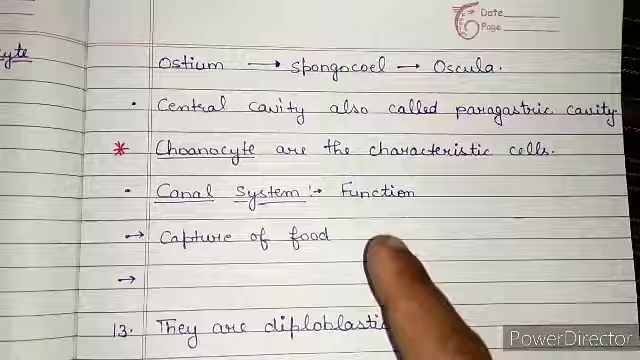 Date
Page
yte
Ostium → Spongocoel → Oscula.
• Central cavity also called paragastric cavity.
* Choanocyte are the characteristic cells.
• Canal System :→ Function
→ Capture of food
→
13. They are diploblastic
PowerDirector